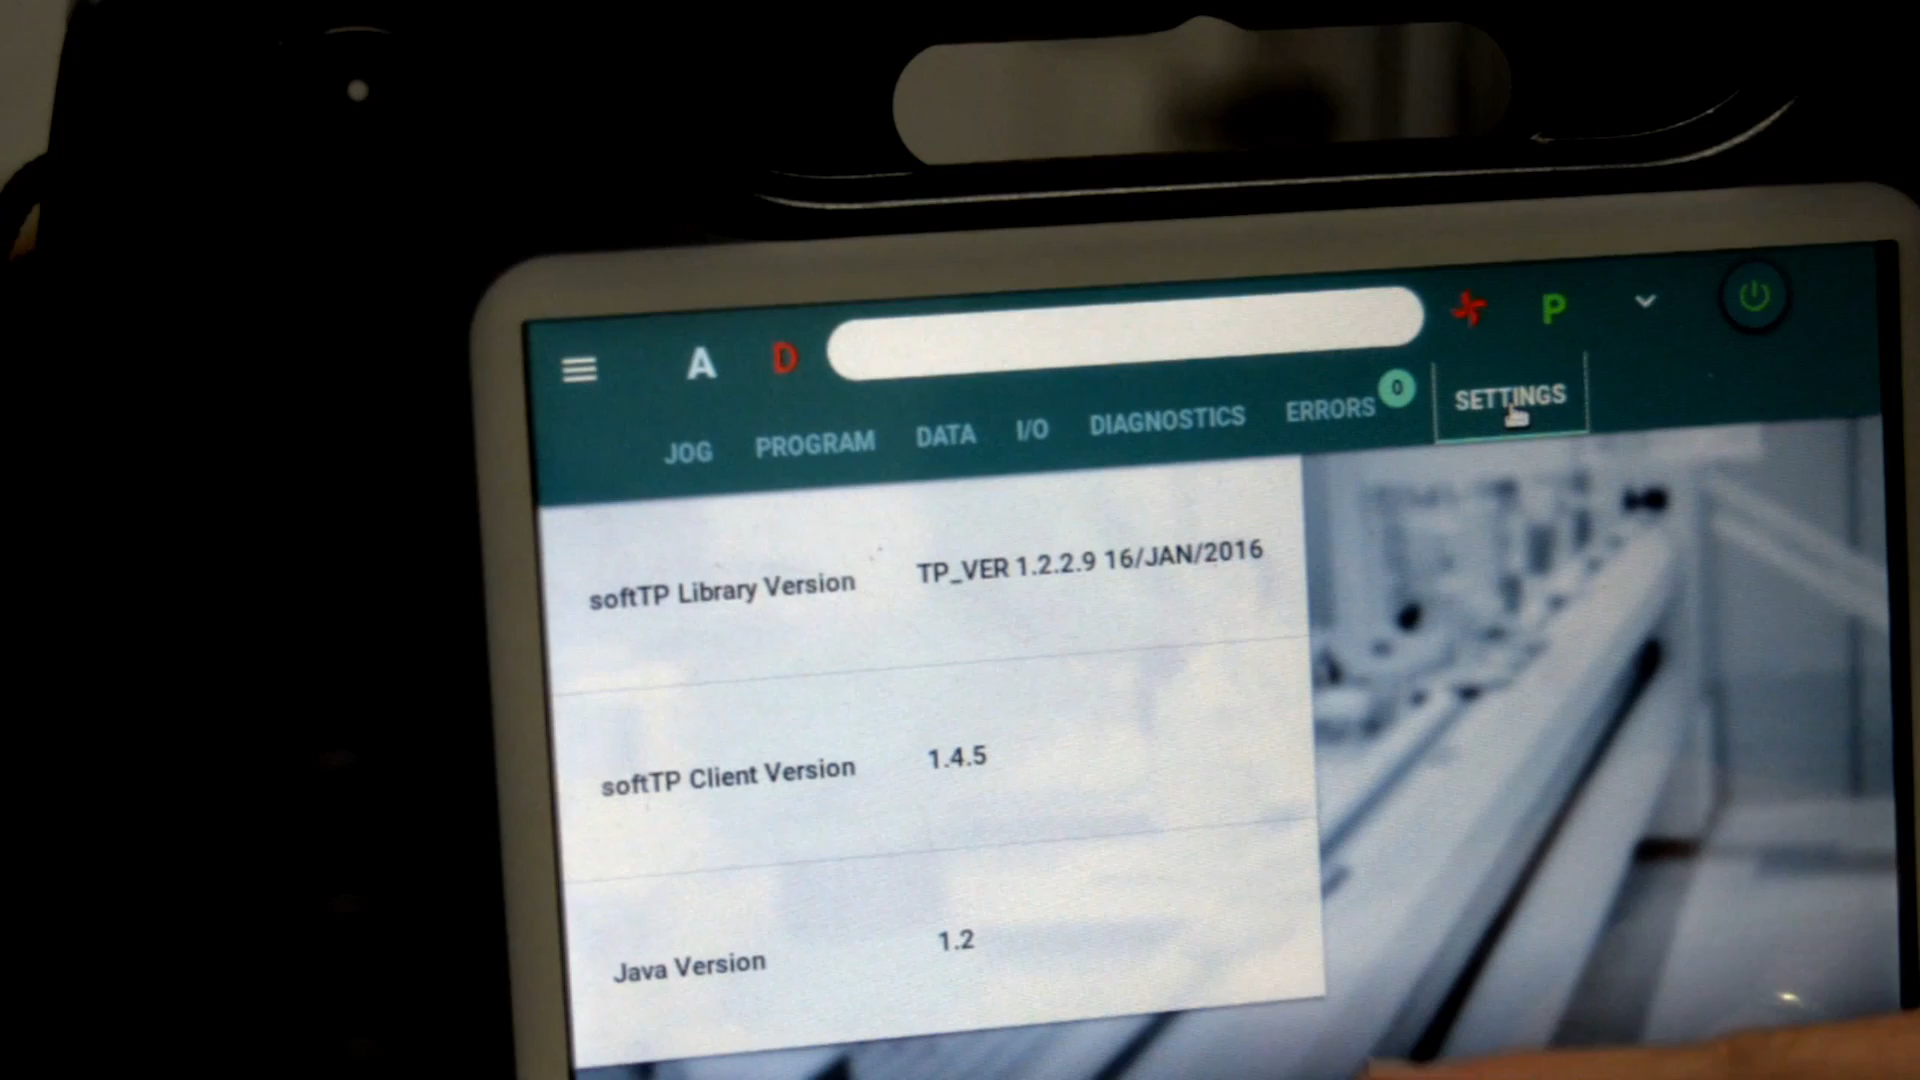 A D P
JOG PROGRAM DATA I/O DIAGNOSTICS ERRORS 0 SETTINGS
softTP Library Version TP_VER 1.2.2.9 16/JAN/2016
softTP Client Version 1.4.5
Java Version 1.2